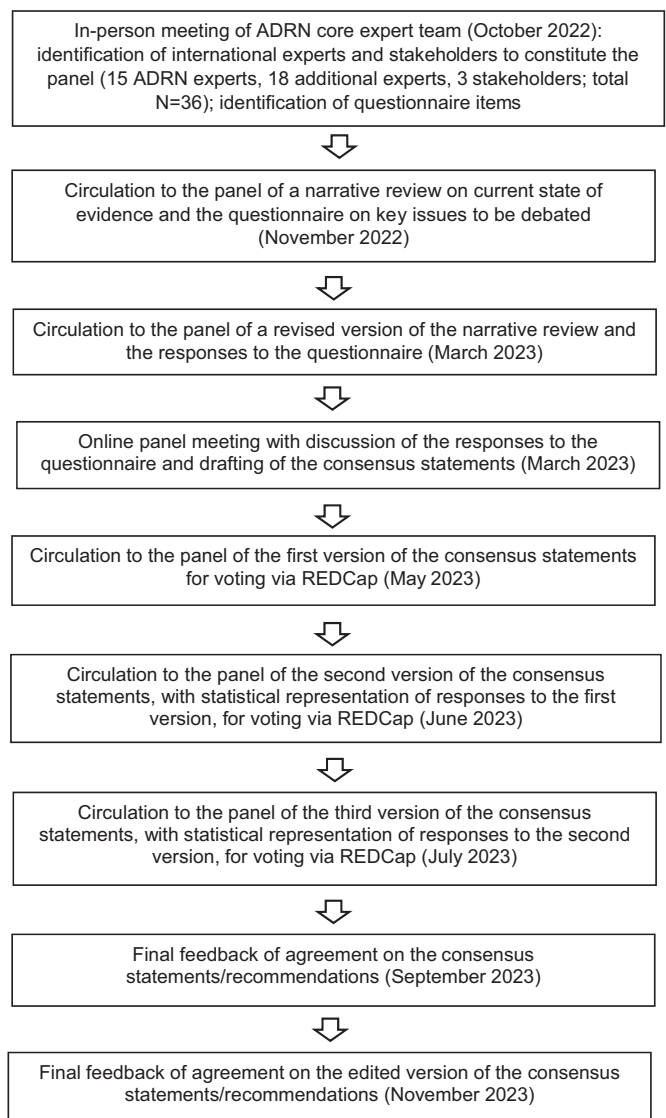 In-person meeting of ADRN core expert team (October 2022):
identification of international experts and stakeholders to constitute the
panel (15 ADRN experts, 18 additional experts, 3 stakeholders; total
N=36); identification of questionnaire items
Circulation to the panel of a narrative review on current state of
evidence and the questionnaire on key issues to be debated
(November 2022)
Circulation to the panel of a revised version of the narrative review and
the responses to the questionnaire (March 2023)
Online panel meeting with discussion of the responses to the
questionnaire and drafting of the consensus statements (March 2023)
Circulation to the panel of the first version of the consensus statements
for voting via REDCap (May 2023)
Circulation to the panel of the second version of the consensus
statements, with statistical representation of responses to the first
version, for voting via REDCap (June 2023)
Circulation to the panel of the third version of the consensus
statements, with statistical representation of responses to the second
version, for voting via REDCap (July 2023)
Final feedback of agreement on the consensus
statements/recommendations (September 2023)
Final feedback of agreement on the edited version of the consensus
statements/recommendations (November 2023)